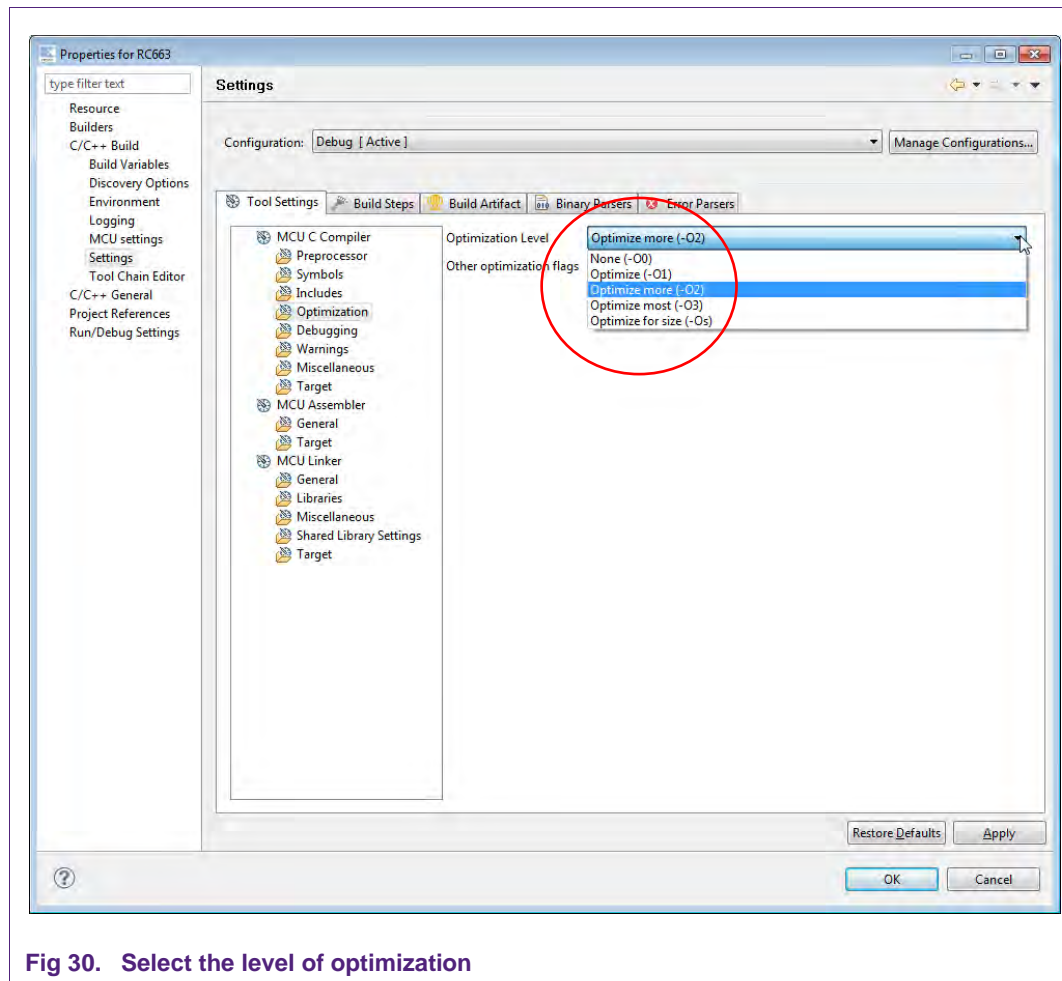 Properties for RC663
type filter text
Settings
Resource
Builders
C/C++ Build
Build Variables
Discovery Options
Environment
Logging
MCU settings
Settings
Tool Chain Editor
C/C++ General
Project References
Run/Debug Settings
Configuration: Debug [ Active ]
Manage Configurations...
Tool Settings Build Steps Build Artifact Binary Parsers Error Parsers
MCU C Compiler
Preprocessor
Symbols
Includes
Optimization
Debugging
Warnings
Miscellaneous
Target
MCU Assembler
General
Target
MCU Linker
General
Libraries
Miscellaneous
Shared Library Settings
Target
Optimization Level Optimize more (-O2)
Other optimization flags
None (-O0)
Optimize (-O1)
Optimize more (-O2)
Optimize most (-O3)
Optimize for size (-Os)
Restore Defaults Apply
OK Cancel
Fig 30. Select the level of optimization